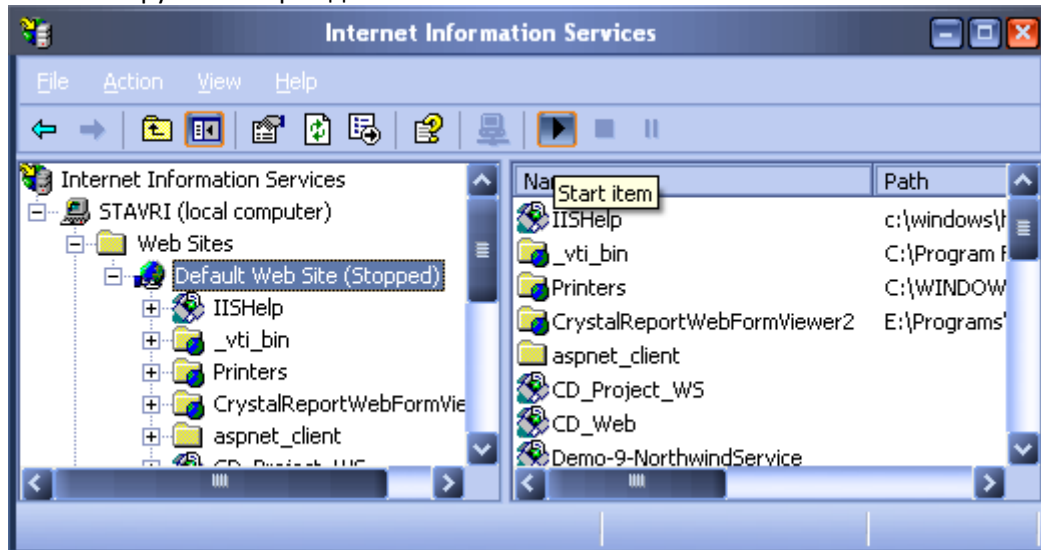 Internet Information Services
File Action View Help
Internet Information Services
STAVRI (local computer)
Web Sites
Default Web Site (Stopped)
IISHelp
_vti_bin
Printers
CrystalReportWebFormVie
aspnet_client
Start item
Path
IISHelp c:\windows\h
_vti_bin C:\Program F
Printers C:\WINDOW
CrystalReportWebFormViewer2 E:\Programs'
aspnet_client
CD_Project_WS
CD_Web
Demo-9-NorthwindService